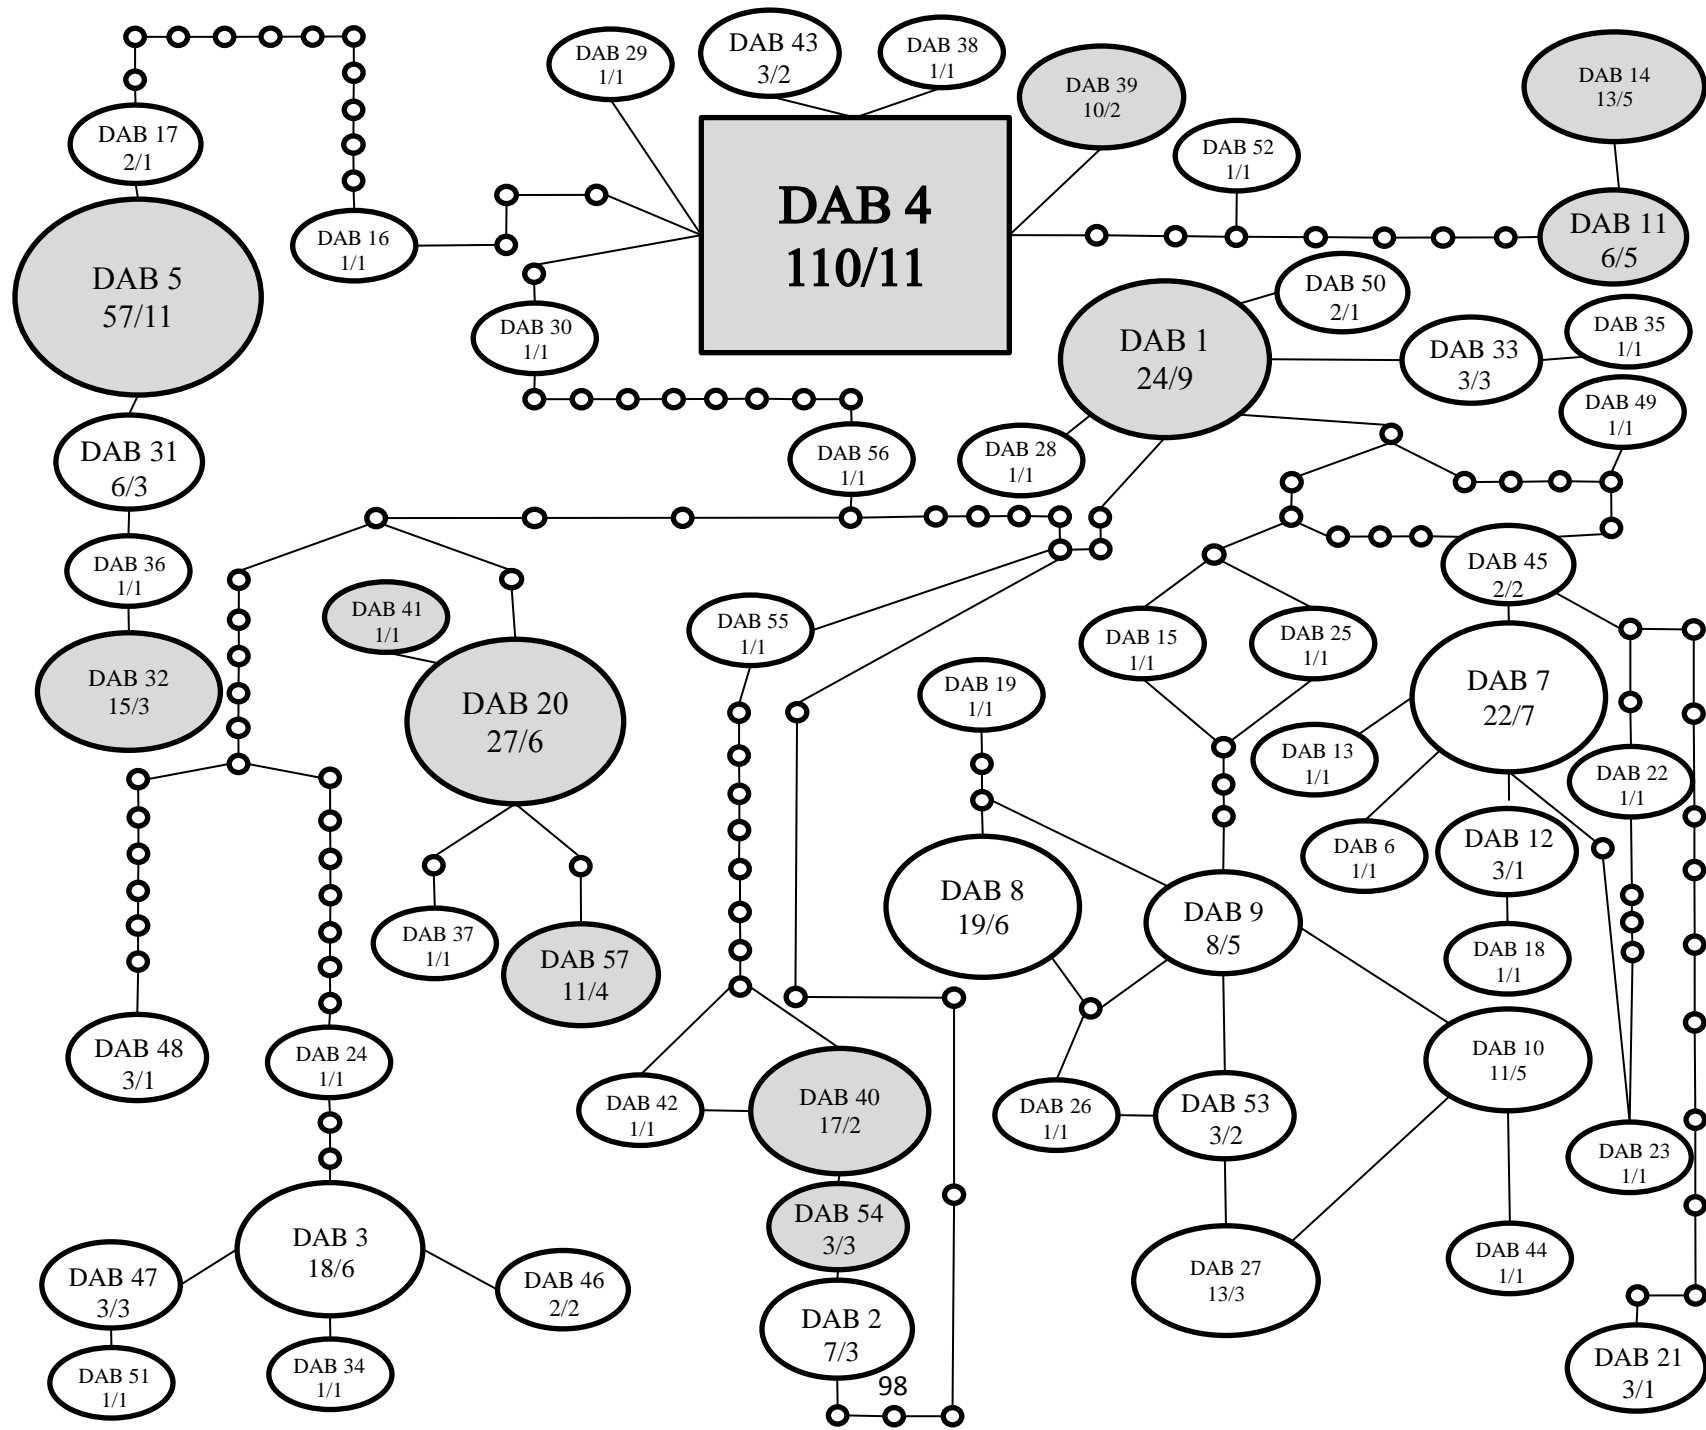 DAB 29
1/1
DAB 43
3/2
DAB 38
1/1
DAB 39
10/2
DAB 14
13/5
DAB 17
2/1
DAB 52
1/1
DAB 4
110/11
DAB 16
1/1
DAB 11
6/5
DAB 5
57/11
DAB 50
2/1
DAB 30
1/1
DAB 1
24/9
DAB 33
3/3
DAB 35
1/1
DAB 49
1/1
DAB 31
6/3
DAB 56
1/1
DAB 28
1/1
DAB 36
1/1
DAB 45
2/2
DAB 41
1/1
DAB 55
1/1
DAB 15
1/1
DAB 25
1/1
DAB 32
15/3
DAB 20
27/6
DAB 19
1/1
DAB 7
22/7
DAB 13
1/1
DAB 22
1/1
DAB 6
1/1
DAB 12
3/1
DAB 8
19/6
DAB 9
8/5
DAB 37
1/1
DAB 57
11/4
DAB 18
1/1
DAB 48
3/1
DAB 24
1/1
DAB 10
11/5
DAB 42
1/1
DAB 40
17/2
DAB 26
1/1
DAB 53
3/2
DAB 23
1/1
DAB 54
3/3
DAB 3
18/6
DAB 47
3/3
DAB 46
2/2
DAB 27
13/3
DAB 44
1/1
DAB 2
7/3
DAB 51
1/1
DAB 34
1/1
DAB 21
3/1
98